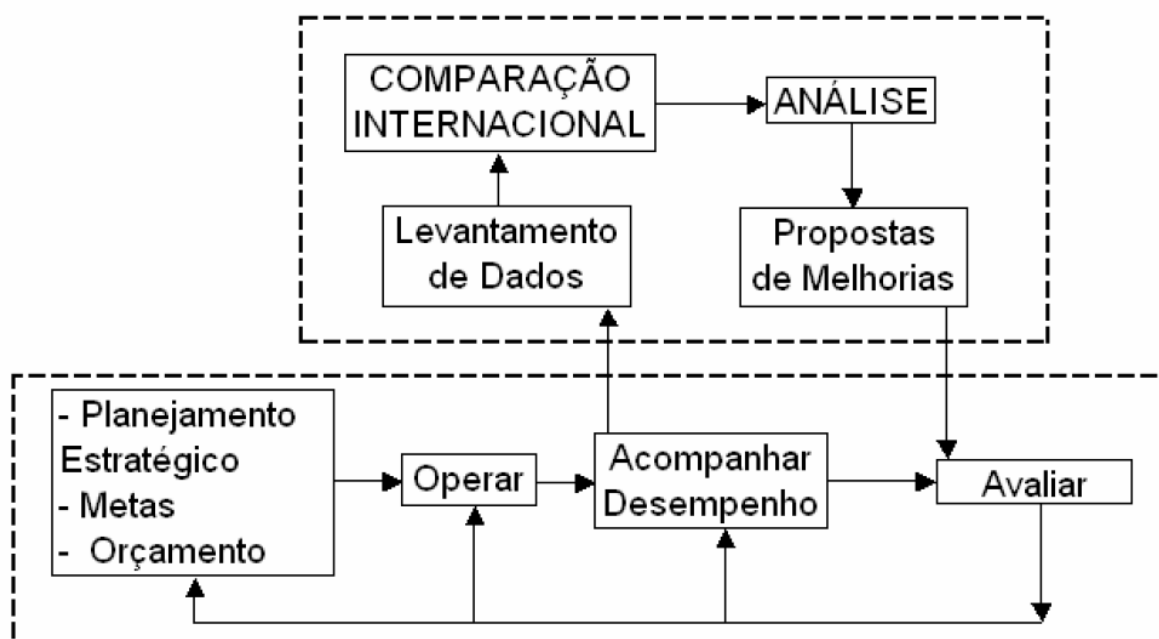 COMPARAÇÃO
INTERNACIONAL
ANÁLISE
Levantamento
de Dados
Propostas
de Melhorias
- Planejamento
Estratégico
- Metas
- Orçamento
Operar
Acompanhar
Desempenho
Avaliar